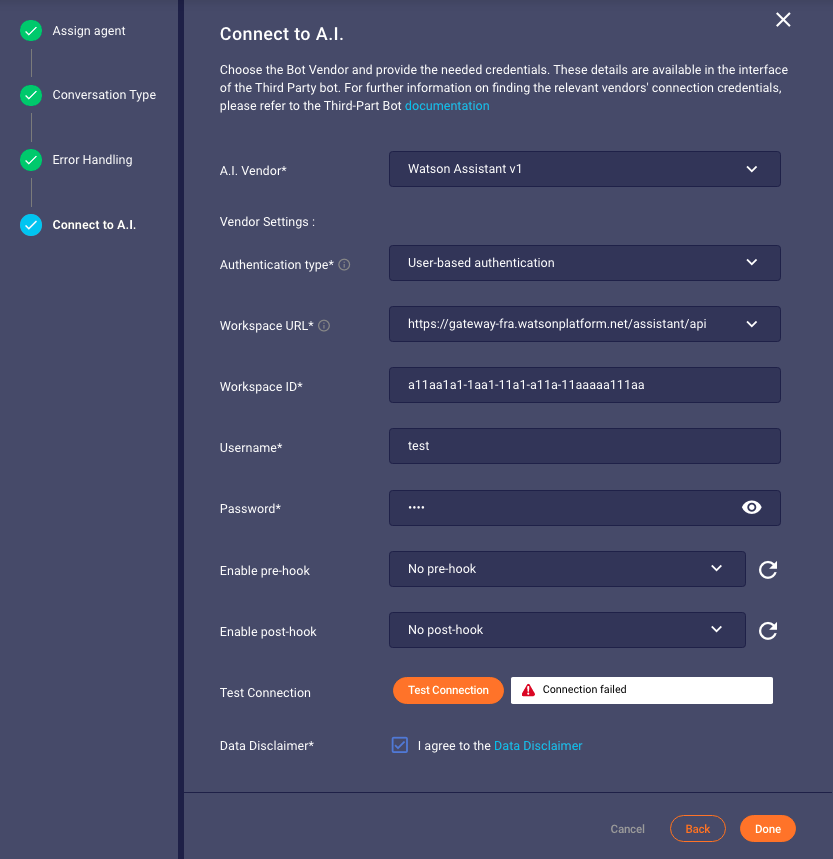 Assign agent
Conversation Type
Error Handling
Connect to A.I.
Connect to A.I.
Choose the Bot Vendor and provide the needed credentials. These details are available in the interface
of the Third Party bot. For further information on finding the relevant vendors' connection credentials,
please refer to the Third-Part Bot documentation
A.I. Vendor*
Watson Assistant v1
Vendor Settings :
Authentication type*
User-based authentication
Workspace URL*
https://gateway-fra.watsonplatform.net/assistant/api
Workspace ID*
a11aa1a1-1aa1-11a1-a11a-11aaaaa111aa
Username*
test
Password*
••••
Enable pre-hook
No pre-hook
Enable post-hook
No post-hook
Test Connection
Test Connection
Connection failed
Data Disclaimer*
I agree to the Data Disclaimer
Cancel
Back
Done